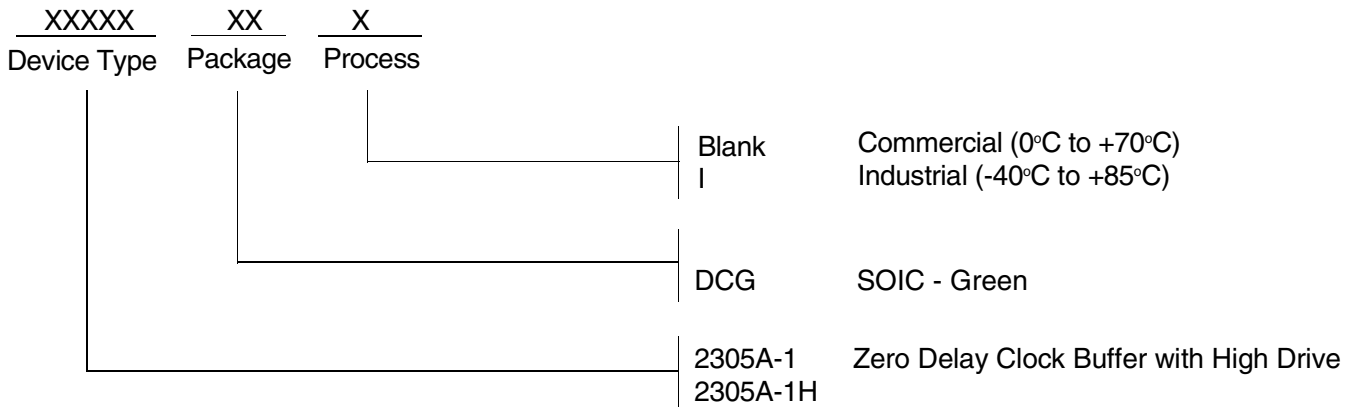 XXXXX XX X
Device Type Package Process
Blank Commercial (0°C to +70°C)
I Industrial (-40°C to +85°C)
DCG SOIC - Green
2305A-1 Zero Delay Clock Buffer with High Drive
2305A-1H